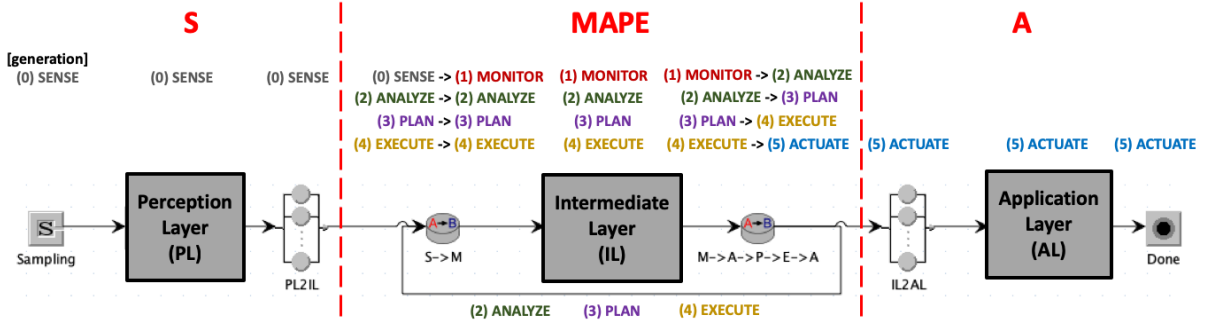 S MAPE A
[generation]
(0) SENSE (0) SENSE (0) SENSE (0) SENSE -> (1) MONITOR (1) MONITOR (1) MONITOR -> (2) ANALYZE
(2) ANALYZE -> (2) ANALYZE (2) ANALYZE (2) ANALYZE -> (3) PLAN
(3) PLAN -> (3) PLAN (3) PLAN (3) PLAN -> (4) EXECUTE
(4) EXECUTE -> (4) EXECUTE (4) EXECUTE (4) EXECUTE -> (5) ACTUATE (5) ACTUATE (5) ACTUATE (5) ACTUATE
S
Sampling
Perception
Layer
(PL)
PL2IL
A→B
S->M
Intermediate
Layer
(IL)
A→B
M->A->P->E->A
IL2AL
Application
Layer
(AL)
Done
(2) ANALYZE (3) PLAN (4) EXECUTE